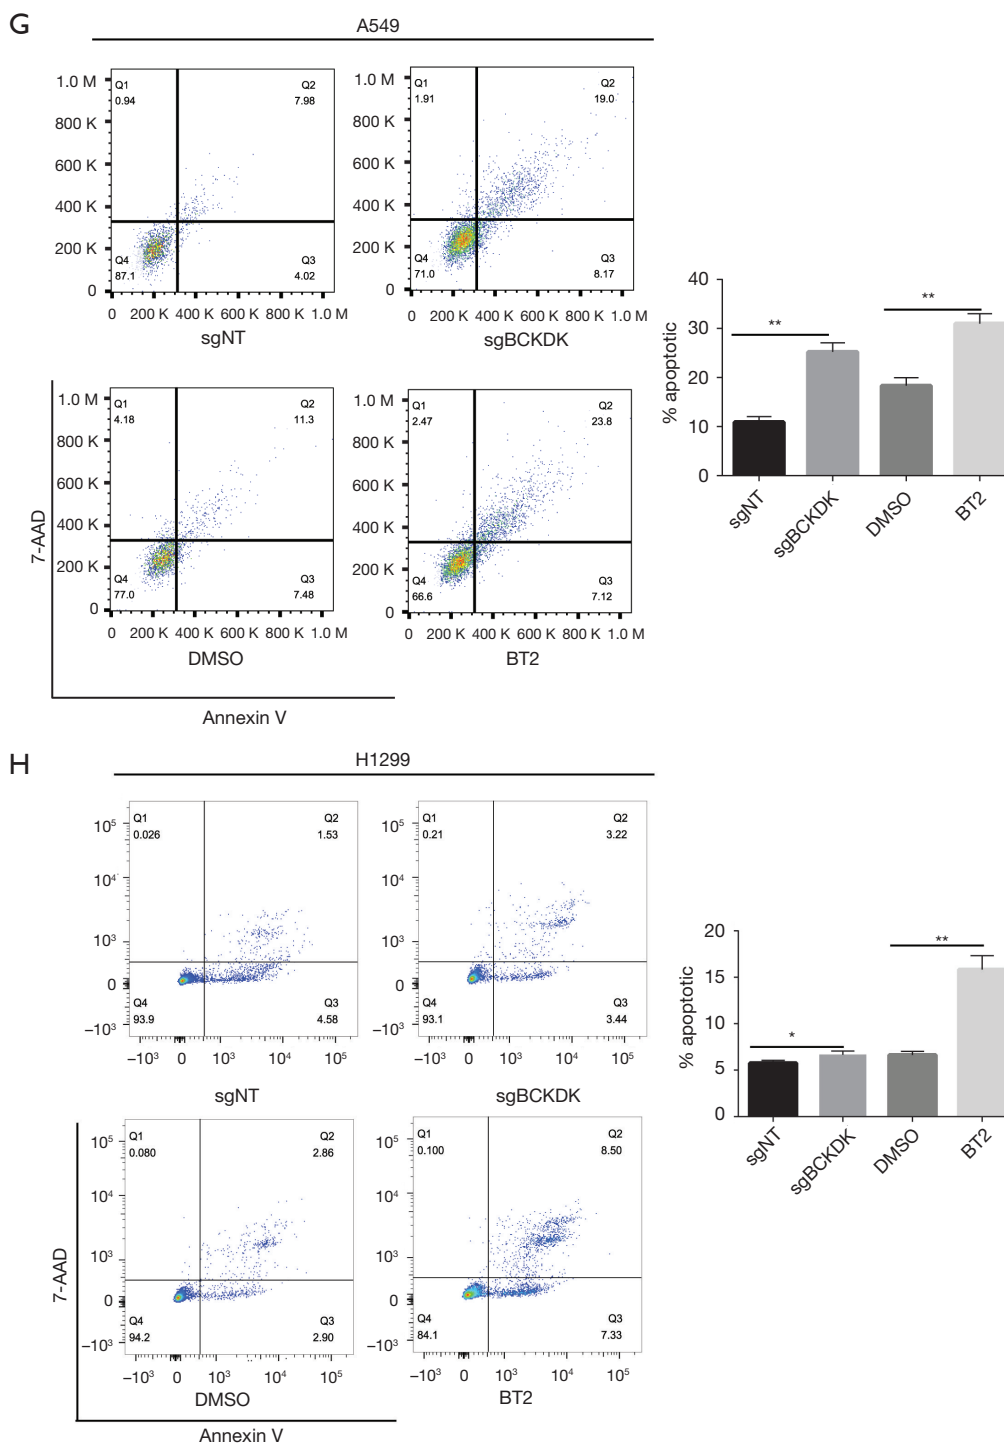 G
A549
1.0 M
800 K
600 K
400 K
200 K
0
Q1
0.94
Q2
7.98
Q4
87.1
Q3
4.02
0 200 K 400 K 600 K 800 K 1.0 M
sgNT
1.0 M
800 K
600 K
400 K
200 K
0
Q1
1.91
Q2
19.0
Q4
71.0
Q3
8.17
0 200 K 400 K 600 K 800 K 1.0 M
sgBCKDK
1.0 M
800 K
600 K
400 K
200 K
0
Q1
4.18
Q2
11.3
Q4
77.0
Q3
7.48
0 200 K 400 K 600 K 800 K 1.0 M
DMSO
1.0 M
800 K
600 K
400 K
200 K
0
Q1
2.47
Q2
23.8
Q4
66.6
Q3
7.12
0 200 K 400 K 600 K 800 K 1.0 M
BT2
7-AAD
Annexin V
% apoptotic
40
30
20
10
0
**
**
sgNT
sgBCKDK
DMSO
BT2
H
H1299
10⁵
10⁴
10³
0
−10³
Q1
0.026
Q2
1.53
Q4
93.9
Q3
4.58
−10³ 0 10³ 10⁴ 10⁵
sgNT
10⁵
10⁴
10³
0
−10³
Q1
0.21
Q2
3.22
Q4
93.1
Q3
3.44
−10³ 0 10³ 10⁴ 10⁵
sgBCKDK
10⁵
10⁴
10³
0
−10³
Q1
0.080
Q2
2.86
Q4
94.2
Q3
2.90
−10³ 0 10³ 10⁴ 10⁵
DMSO
10⁵
10⁴
10³
0
−10³
Q1
0.100
Q2
8.50
Q4
84.1
Q3
7.33
−10³ 0 10³ 10⁴ 10⁵
BT2
7-AAD
Annexin V
% apoptotic
20
15
10
5
0
*
**
sgNT
sgBCKDK
DMSO
BT2